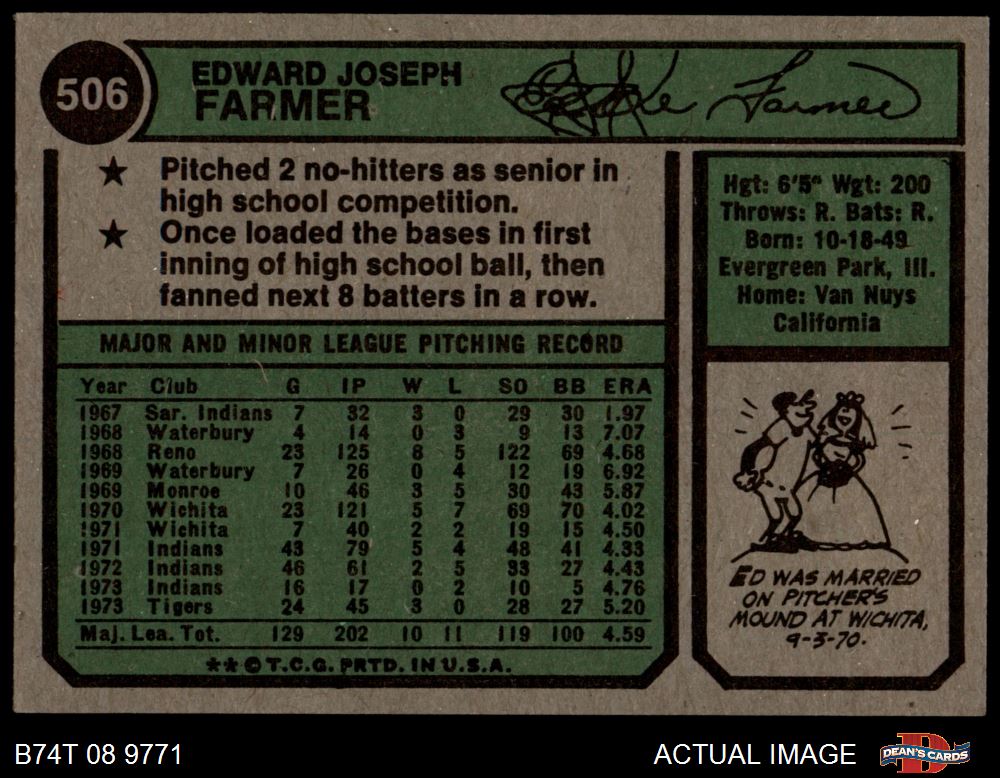 506
EDWARD JOSEPH
FARMER
Farmer
★ Pitched 2 no-hitters as senior in
high school competition.
★ Once loaded the bases in first
inning of high school ball, then
fanned next 8 batters in a row.
Hgt: 6'5" Wgt: 200
Throws: R. Bats: R.
Born: 10-18-49
Evergreen Park, Ill.
Home: Van Nuys
California
MAJOR AND MINOR LEAGUE PITCHING RECORD
Year Club G IP W L SO BB ERA
1967 Sar. Indians 7 32 3 0 29 30 1.97
1968 Waterbury 4 14 0 3 9 13 7.07
1968 Reno 23 125 8 5 122 69 4.68
1969 Waterbury 7 26 0 4 12 19 6.92
1969 Monroe 10 46 3 5 30 43 5.87
1970 Wichita 23 121 5 7 69 70 4.02
1971 Wichita 7 40 2 2 19 15 4.50
1971 Indians 43 79 5 4 48 41 4.33
1972 Indians 46 61 2 5 33 27 4.43
1973 Indians 16 17 0 2 10 5 4.76
1973 Tigers 24 45 3 0 28 27 5.20
Maj. Lea. Tot. 129 202 10 11 119 100 4.59
**©T.C.G. PRTD. IN U.S.A.
ED WAS MARRIED
ON PITCHER'S
MOUND AT WICHITA,
9-3-70.
B74T 08 9771
ACTUAL IMAGE
DEAN'S CARDS